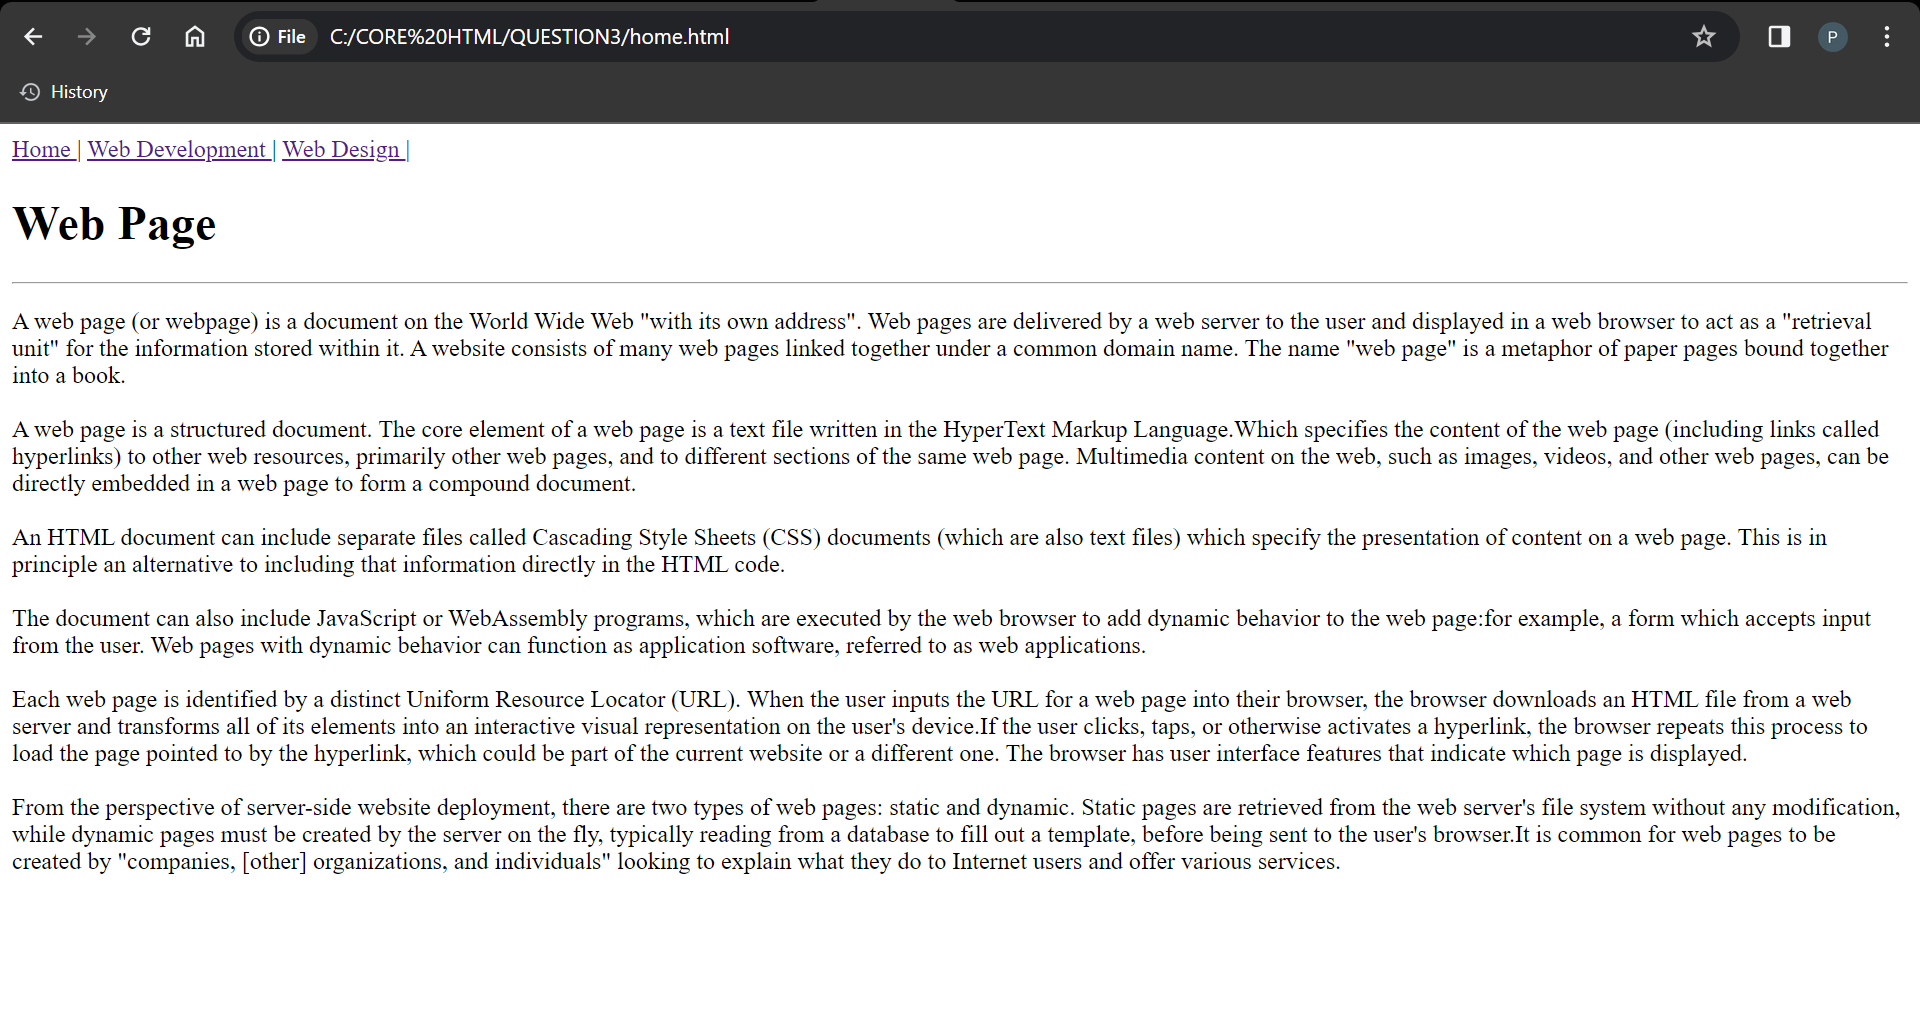 File C:/CORE%20HTML/QUESTION3/home.html P
History
Home | Web Development | Web Design |
Web Page
A web page (or webpage) is a document on the World Wide Web "with its own address". Web pages are delivered by a web server to the user and displayed in a web browser to act as a "retrieval
unit" for the information stored within it. A website consists of many web pages linked together under a common domain name. The name "web page" is a metaphor of paper pages bound together
into a book.
A web page is a structured document. The core element of a web page is a text file written in the HyperText Markup Language.Which specifies the content of the web page (including links called
hyperlinks) to other web resources, primarily other web pages, and to different sections of the same web page. Multimedia content on the web, such as images, videos, and other web pages, can be
directly embedded in a web page to form a compound document.
An HTML document can include separate files called Cascading Style Sheets (CSS) documents (which are also text files) which specify the presentation of content on a web page. This is in
principle an alternative to including that information directly in the HTML code.
The document can also include JavaScript or WebAssembly programs, which are executed by the web browser to add dynamic behavior to the web page:for example, a form which accepts input
from the user. Web pages with dynamic behavior can function as application software, referred to as web applications.
Each web page is identified by a distinct Uniform Resource Locator (URL). When the user inputs the URL for a web page into their browser, the browser downloads an HTML file from a web
server and transforms all of its elements into an interactive visual representation on the user's device.If the user clicks, taps, or otherwise activates a hyperlink, the browser repeats this process to
load the page pointed to by the hyperlink, which could be part of the current website or a different one. The browser has user interface features that indicate which page is displayed.
From the perspective of server-side website deployment, there are two types of web pages: static and dynamic. Static pages are retrieved from the web server's file system without any modification,
while dynamic pages must be created by the server on the fly, typically reading from a database to fill out a template, before being sent to the user's browser.It is common for web pages to be
created by "companies, [other] organizations, and individuals" looking to explain what they do to Internet users and offer various services.